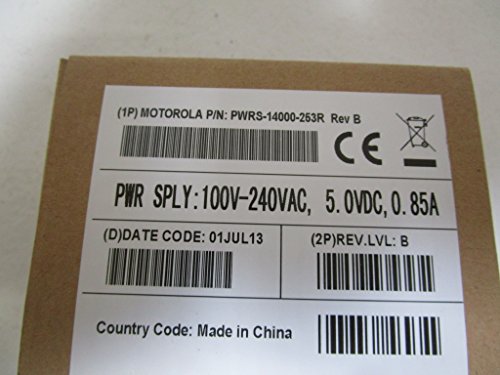 (1P) MOTOROLA P/N: PWRS-14000-253R Rev B
CE
PWR SPLY:100V-240VAC, 5.0VDC,0.85A
(D)DATE CODE: 01JUL13
(2P)REV.LVL: B
Country Code: Made in China